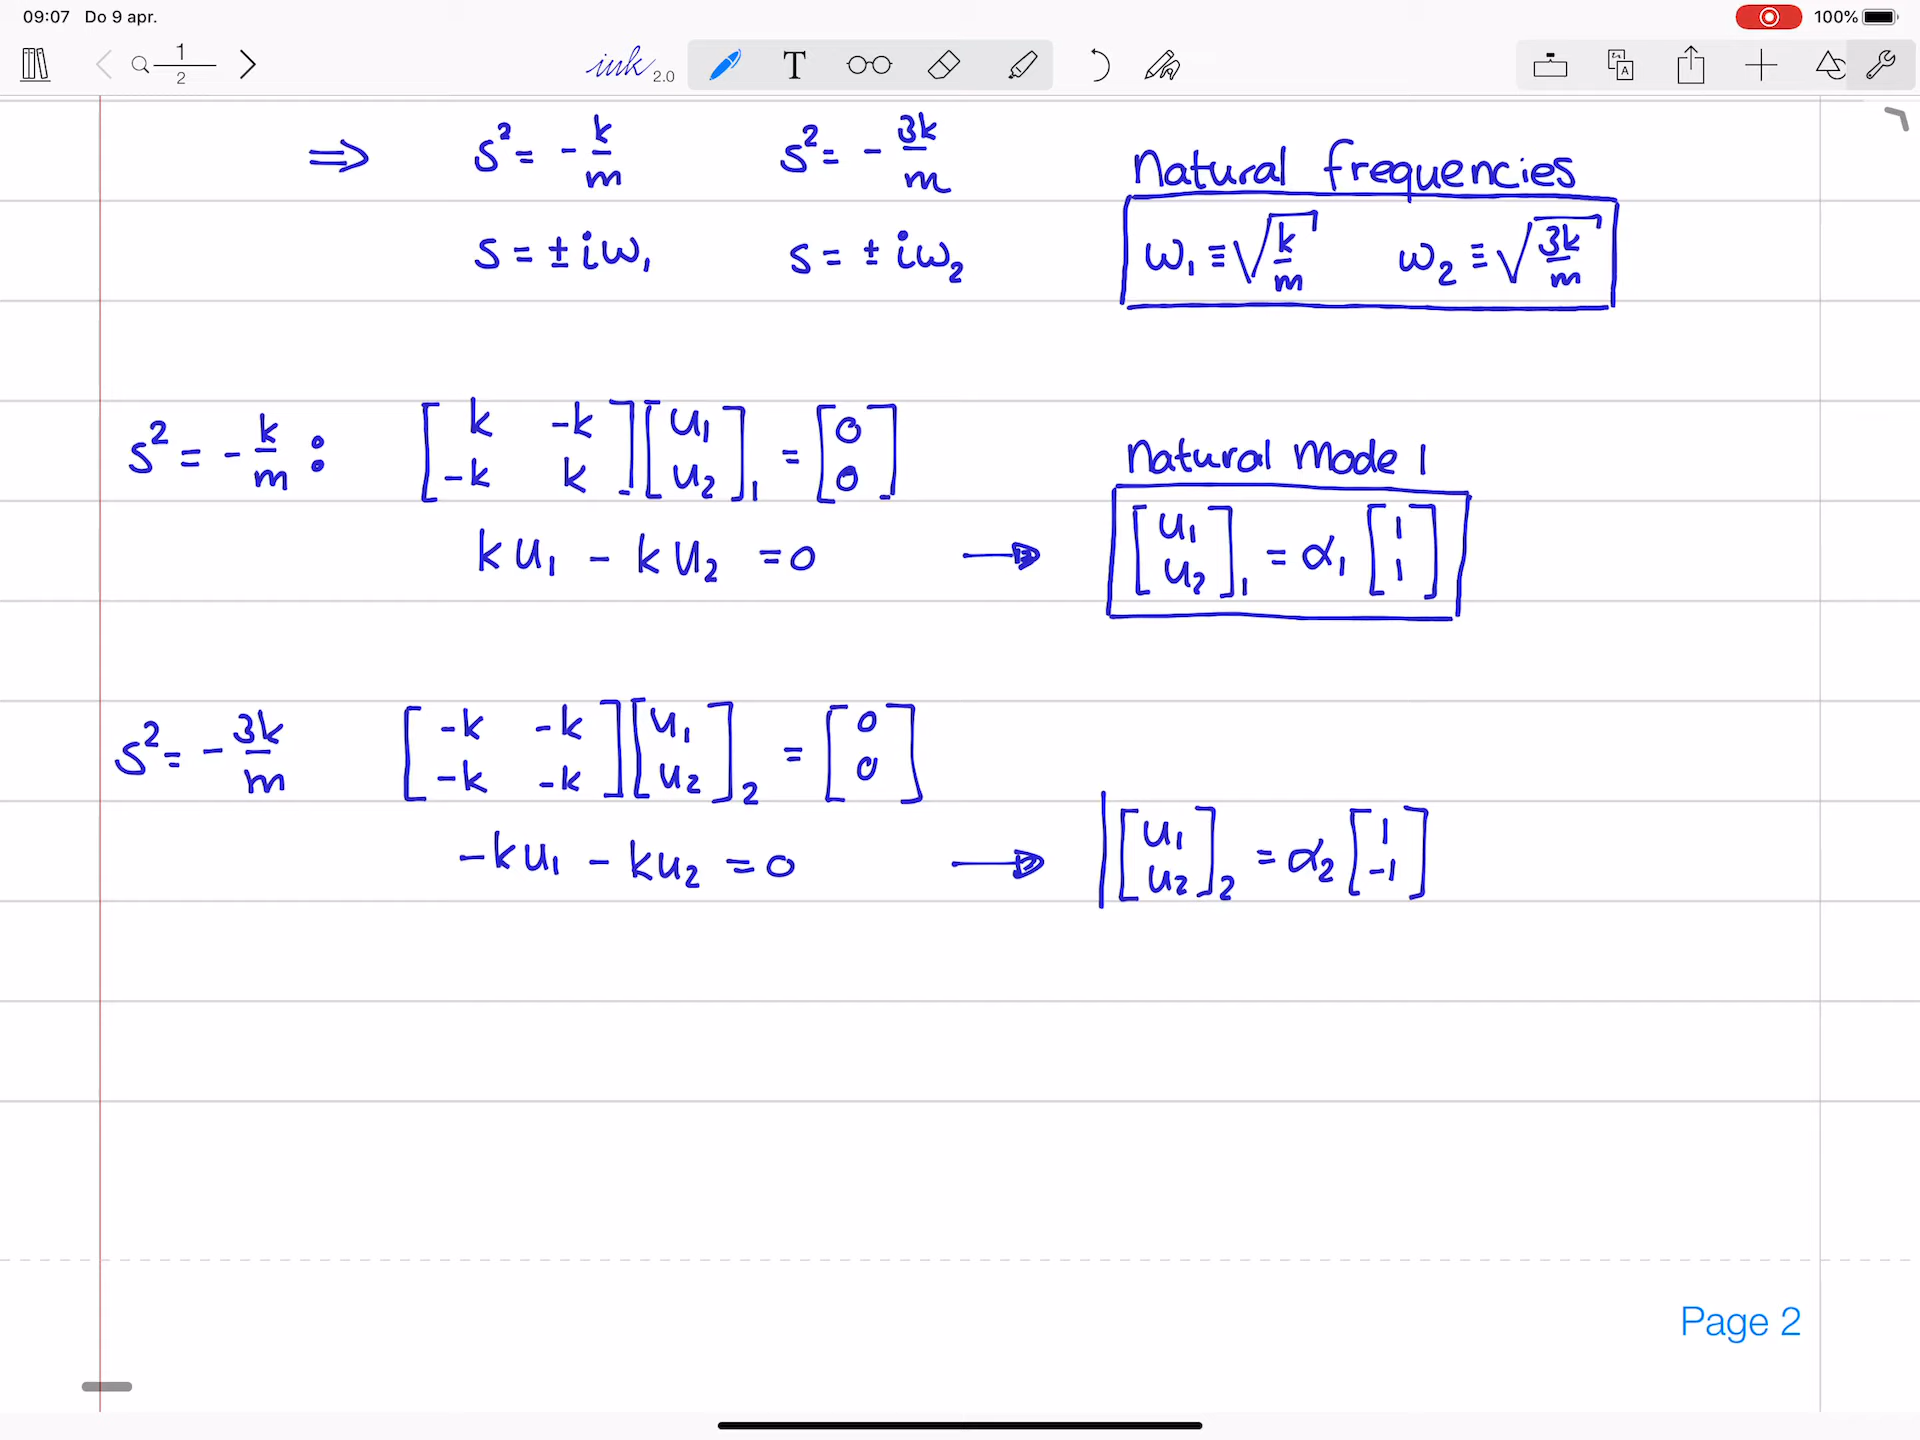 09:07 Do 9 apr. 100%
1/2 ink 2.0 T A
⇒ s² = -k/m s² = -3k/m Natural frequencies
s = ± iω₁ s = ± iω₂ ω₁ ≡ √(k/m) ω₂ ≡ √(3k/m)
s² = -k/m : [k -k; -k k] [u₁; u₂]₁ = [0; 0] Natural Mode 1
ku₁ - ku₂ = 0 → [u₁; u₂]₁ = α₁ [1; 1]
s² = -3k/m [-k -k; -k -k] [u₁; u₂]₂ = [0; 0]
-ku₁ - ku₂ = 0 → [u₁; u₂]₂ = α₂ [1; -1]
Page 2